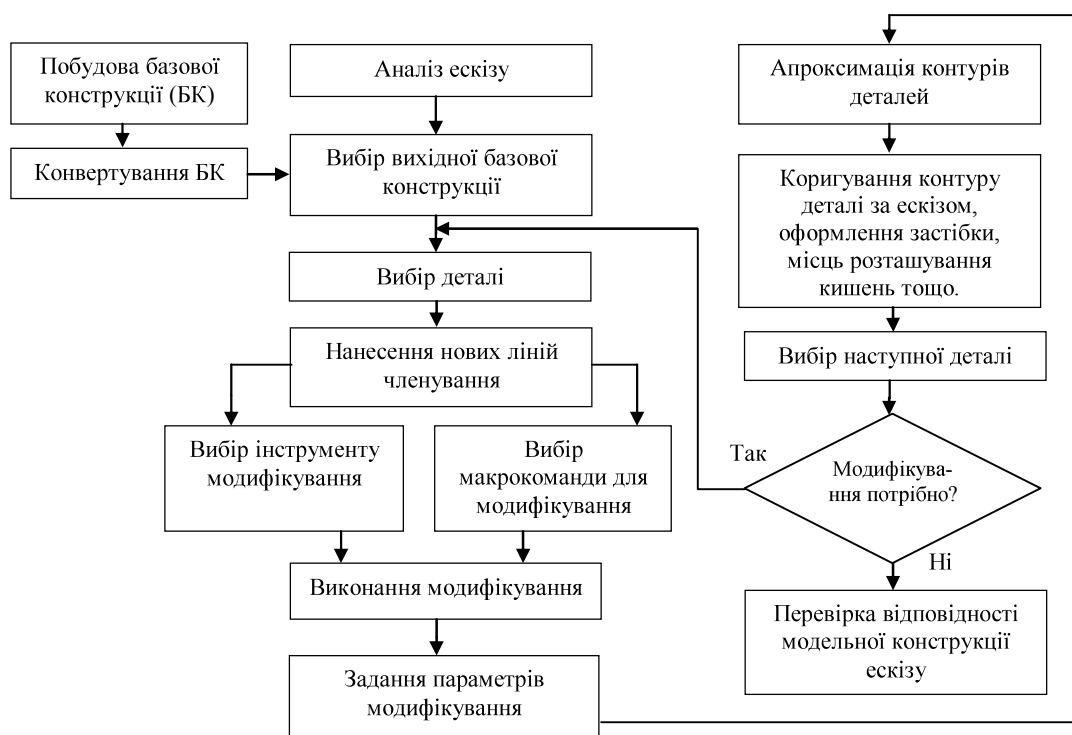 Побудова базової
конструкції (БК)
Конвертування БК
Аналіз ескізу
Вибір вихідної базової
конструкції
Вибір деталі
Нанесення нових ліній
членування
Вибір інструменту
модифікування
Вибір
макрокоманди для
модифікування
Виконання модифікування
Задання параметрів
модифікування
Апроксимація контурів
деталей
Коригування контуру
деталі за ескізом,
оформлення застібки,
місць розташування
кишень тощо.
Вибір наступної деталі
Так
Модифікува-
ння потрібно?
Ні
Перевірка відповідності
модельної конструкції
ескізу